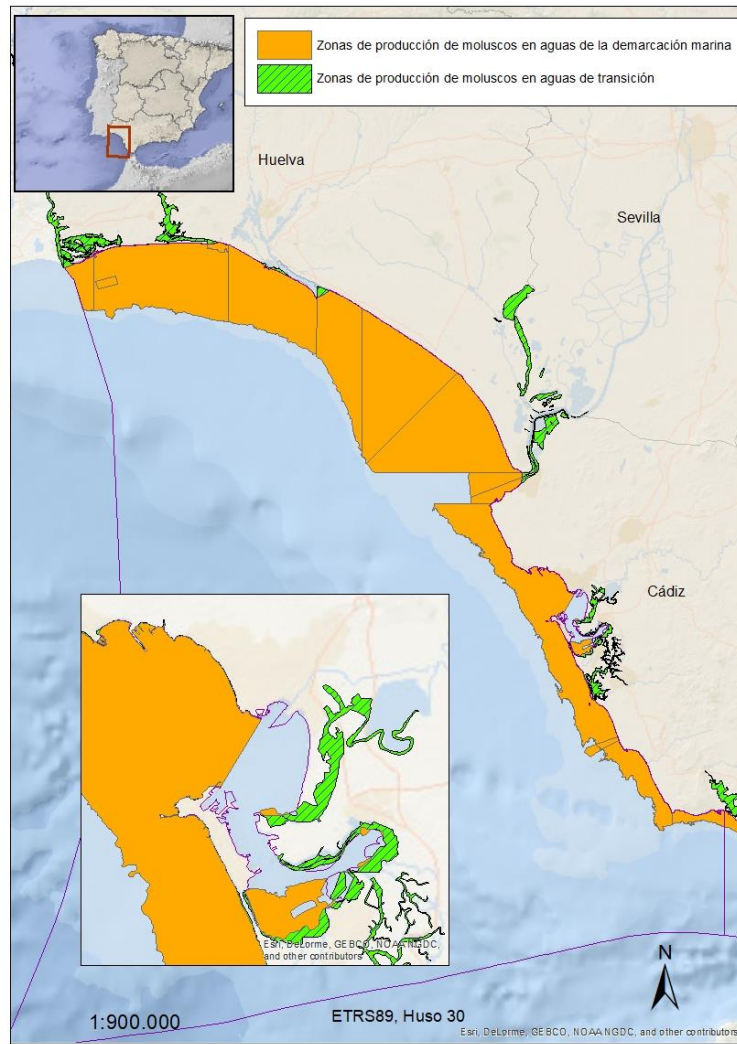 Zonas de producción de moluscos en aguas de la demarcación marina
Zonas de producción de moluscos en aguas de transición
Huelva
Sevilla
Cádiz
Esri, DeLorme, GEBCO, NOAA NGDC,
and other contributors
N
1:900.000
ETRS89, Huso 30
Esri, DeLorme, GEBCO, NOAA NGDC, and other contributors